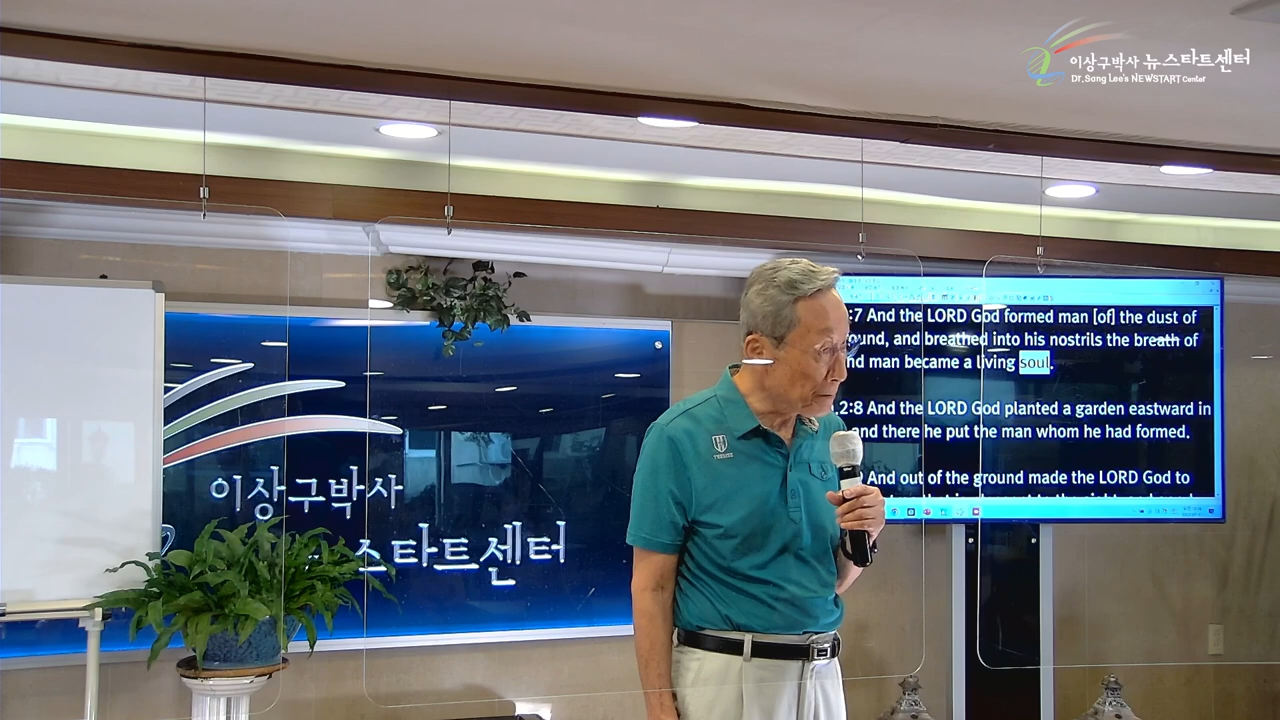 이상구박사 뉴스타트센터
Dr.Sang Lee's NEWSTART Center
:7 And the LORD God formed man [of] the dust of
ound, and breathed into his nostrils the breath of
nd man became a living soul.
.2:8 And the LORD God planted a garden eastward in
and there he put the man whom he had formed.
And out of the ground made the LORD God to
이상구박사
스타트센터